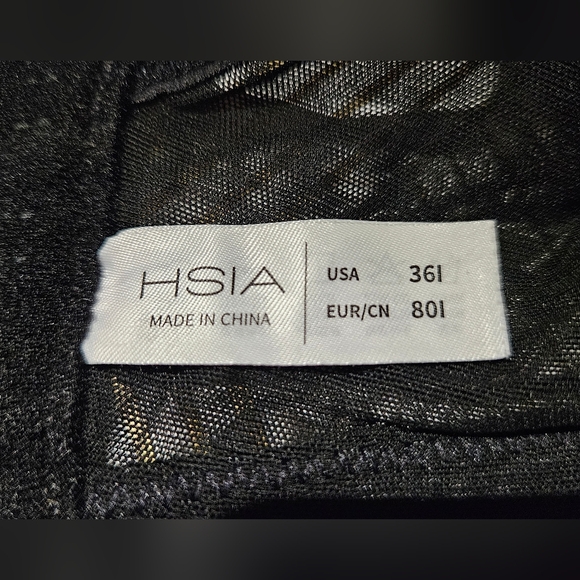 HSIA
MADE IN CHINA
USA 36I
EUR/CN 80I